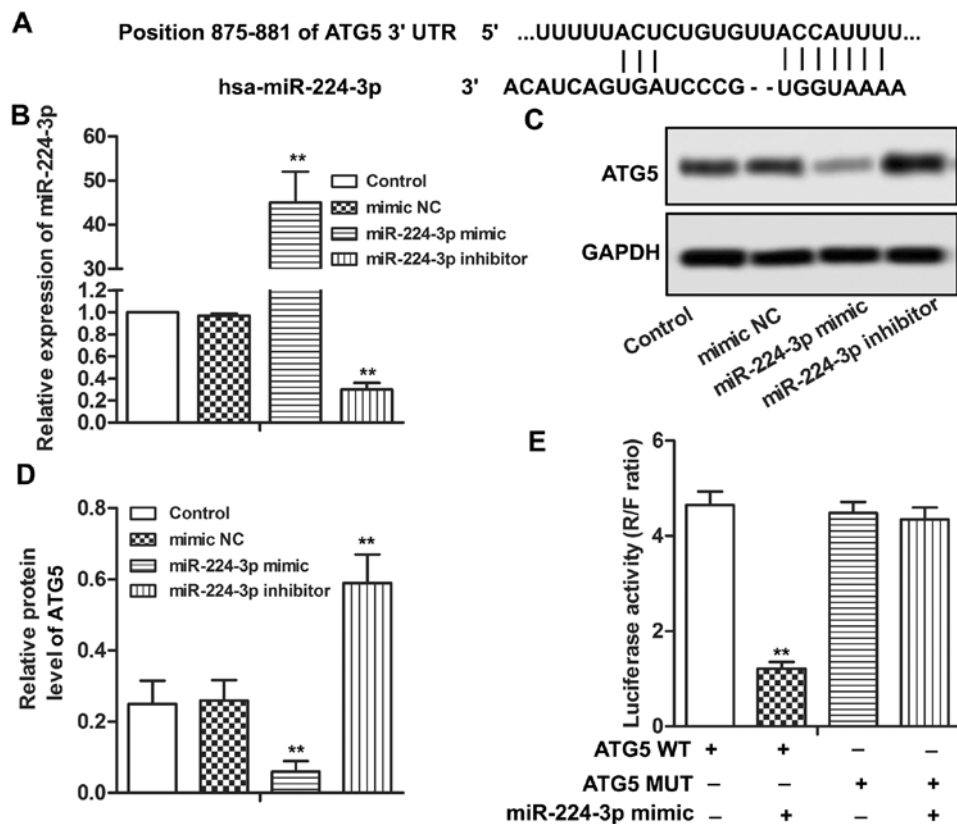 A
Position 875-881 of ATG5 3' UTR 5' ...UUUUUACUCUGUGUUACCAUUUU...
hsa-miR-224-3p 3' ACAUCAGUGAUCCCG--UGGUAAAA
B
Relative expression of miR-224-3p
60
50
40
30
1.2
1.0
0.8
0.6
0.4
0.2
**
**
Control
mimic NC
miR-224-3p mimic
miR-224-3p inhibitor
C
ATG5
GAPDH
Control
mimic NC
miR-224-3p mimic
miR-224-3p inhibitor
D
Relative protein
level of ATG5
0.8
0.6
0.4
0.2
0.0
Control
mimic NC
miR-224-3p mimic
miR-224-3p inhibitor
**
**
E
Luciferase activity (R/F ratio)
6
4
2
0
**
ATG5 WT + + – –
ATG5 MUT – – + +
miR-224-3p mimic – + – +